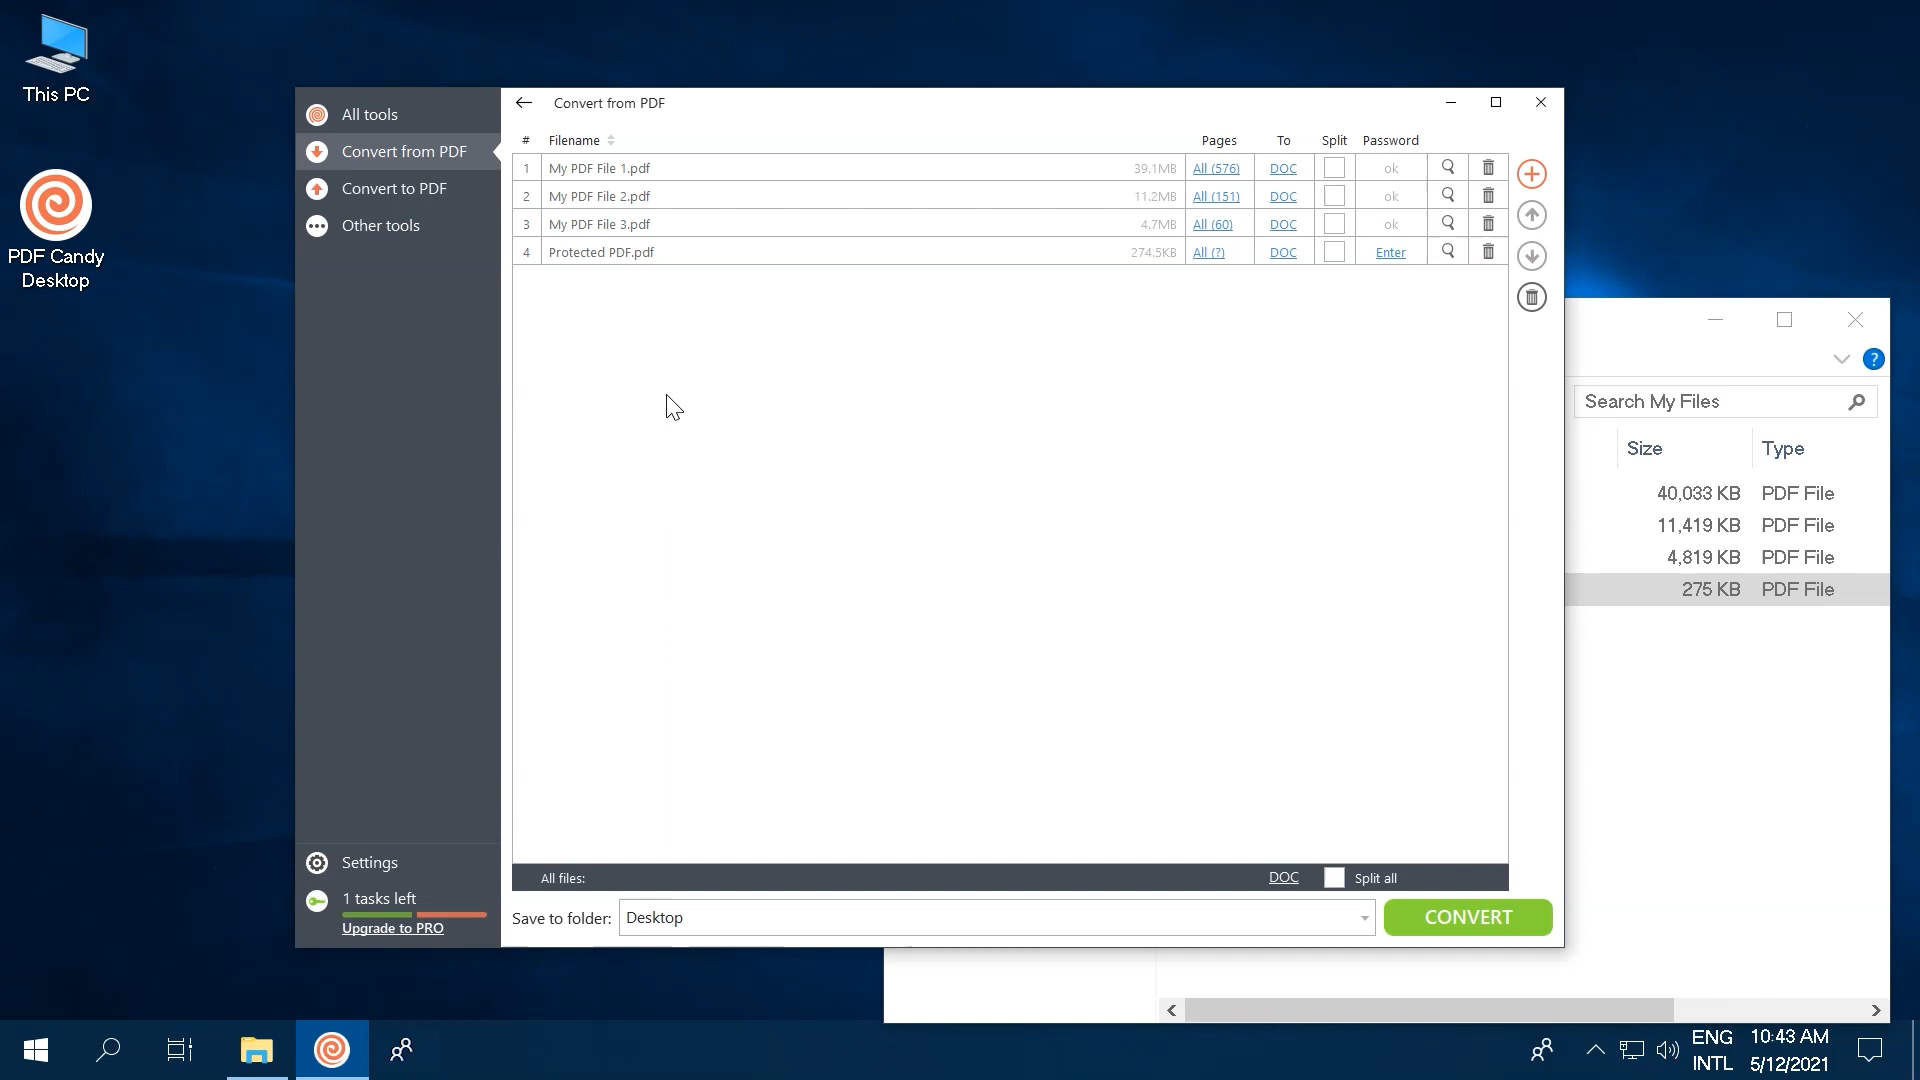 This PC
PDF Candy
Desktop
All tools
Convert from PDF
Convert to PDF
Other tools
Settings
1 tasks left
Upgrade to PRO
Convert from PDF
# Filename Pages To Split Password
1 My PDF File 1.pdf 39.1MB All (576) DOC ok
2 My PDF File 2.pdf 11.2MB All (151) DOC ok
3 My PDF File 3.pdf 4.7MB All (60) DOC ok
4 Protected PDF.pdf 274.5KB All (?) DOC Enter
All files: DOC Split all
Save to folder: Desktop CONVERT
?
Search My Files
Size Type
40,033 KB PDF File
11,419 KB PDF File
4,819 KB PDF File
275 KB PDF File
ENG 10:43 AM
INTL 5/12/2021